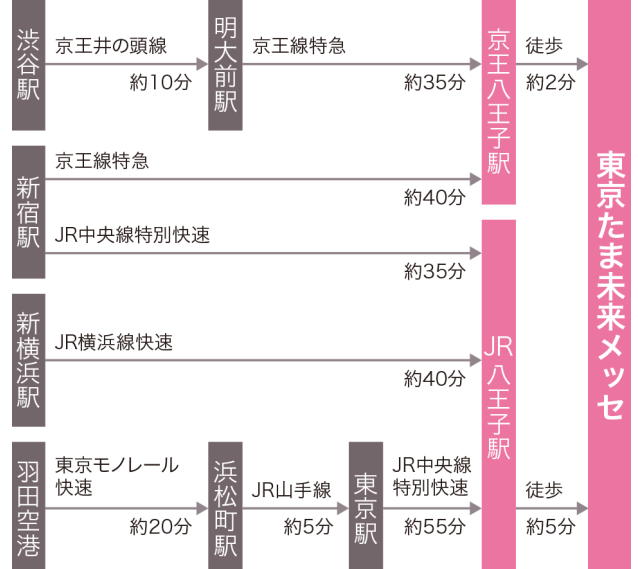 渋谷駅
京王井の頭線
約10分
明大前駅
京王線特急
約35分
京王八王子駅
徒歩
約2分
新宿駅
京王線特急
約40分
JR中央線特別快速
約35分
新横浜駅
JR横浜線快速
約40分
JR八王子駅
羽田空港
東京モノレール
快速
約20分
浜松町駅
JR山手線
約5分
東京駅
JR中央線
特別快速
約55分
徒歩
約5分
東京たま未来メッセ